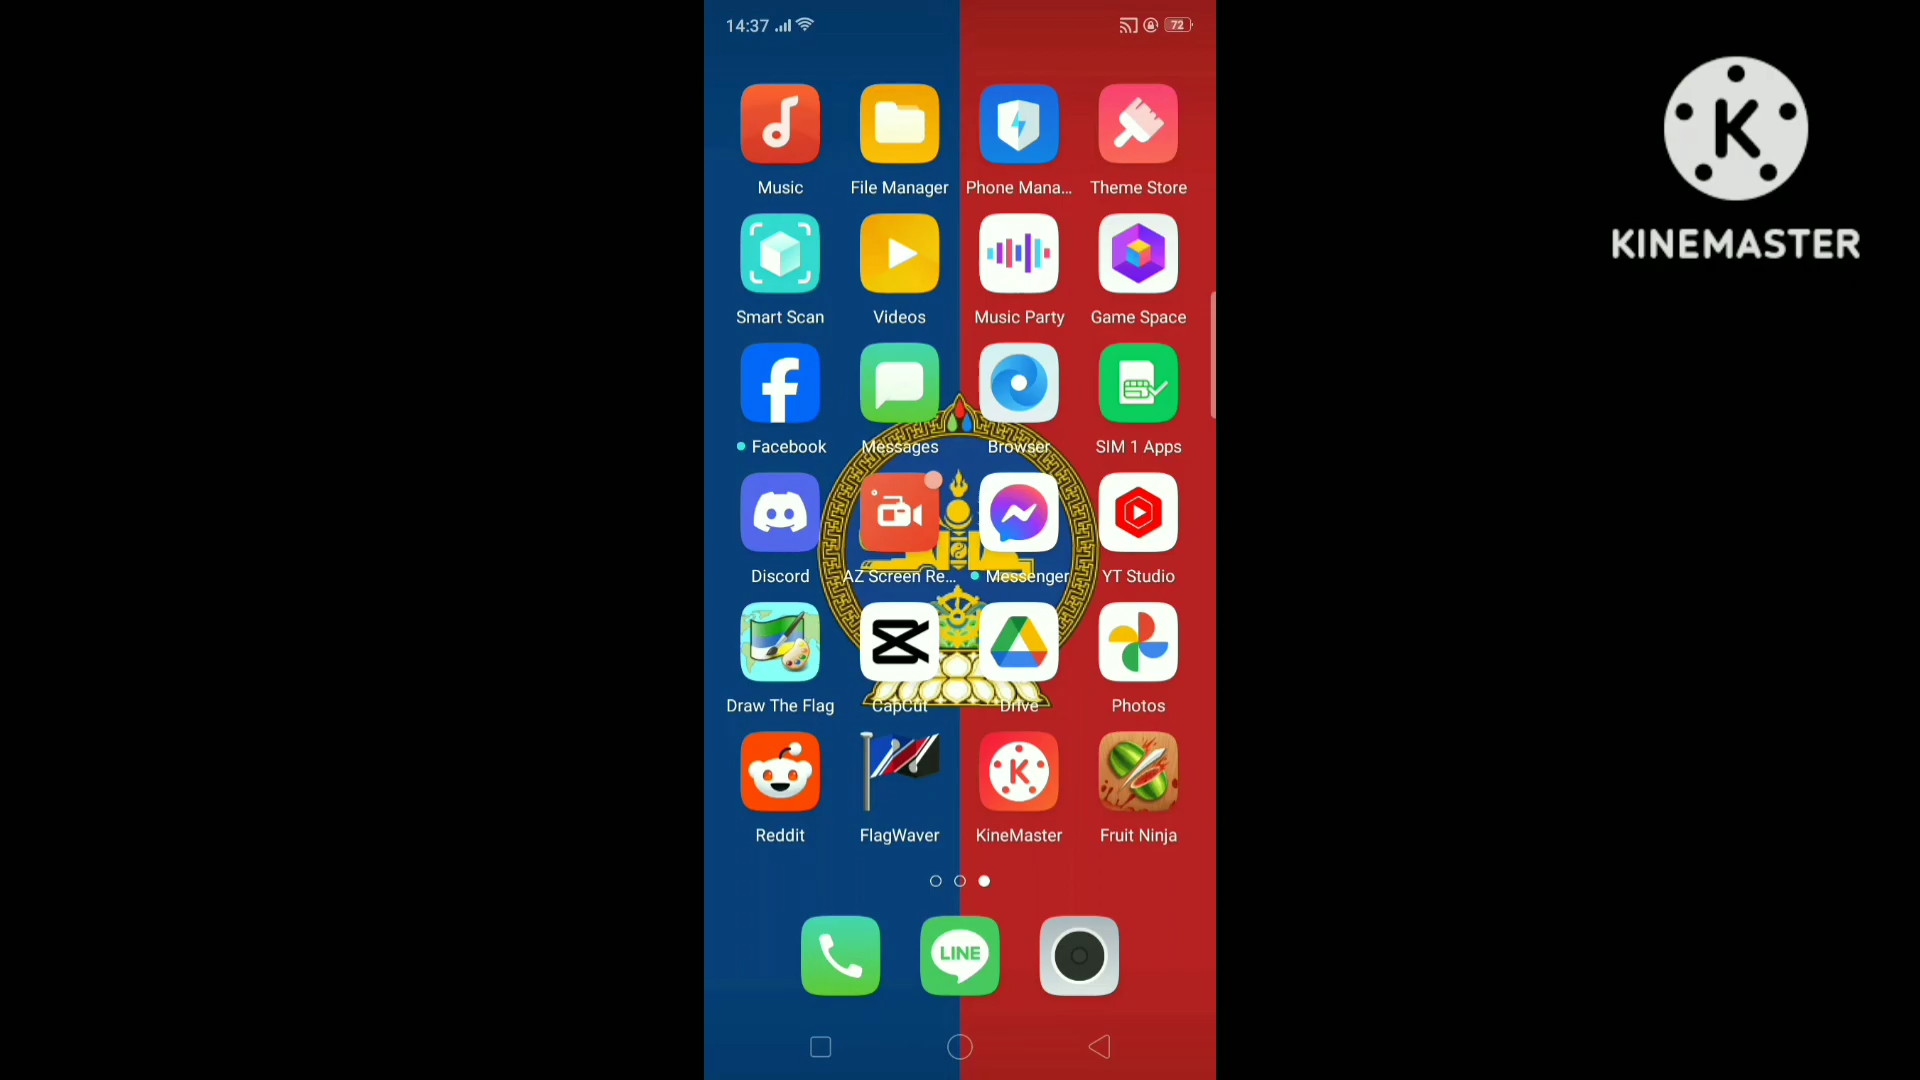 14:37
72
K
KINEMASTER
Music
File Manager
Phone Mana...
Theme Store
Smart Scan
Videos
Music Party
Game Space
Facebook
Messages
Browser
SIM 1 Apps
Discord
AZ Screen Re...
Messenger
YT Studio
Draw The Flag
CapCut
Drive
Photos
Reddit
FlagWaver
K
KineMaster
Fruit Ninja
LINE